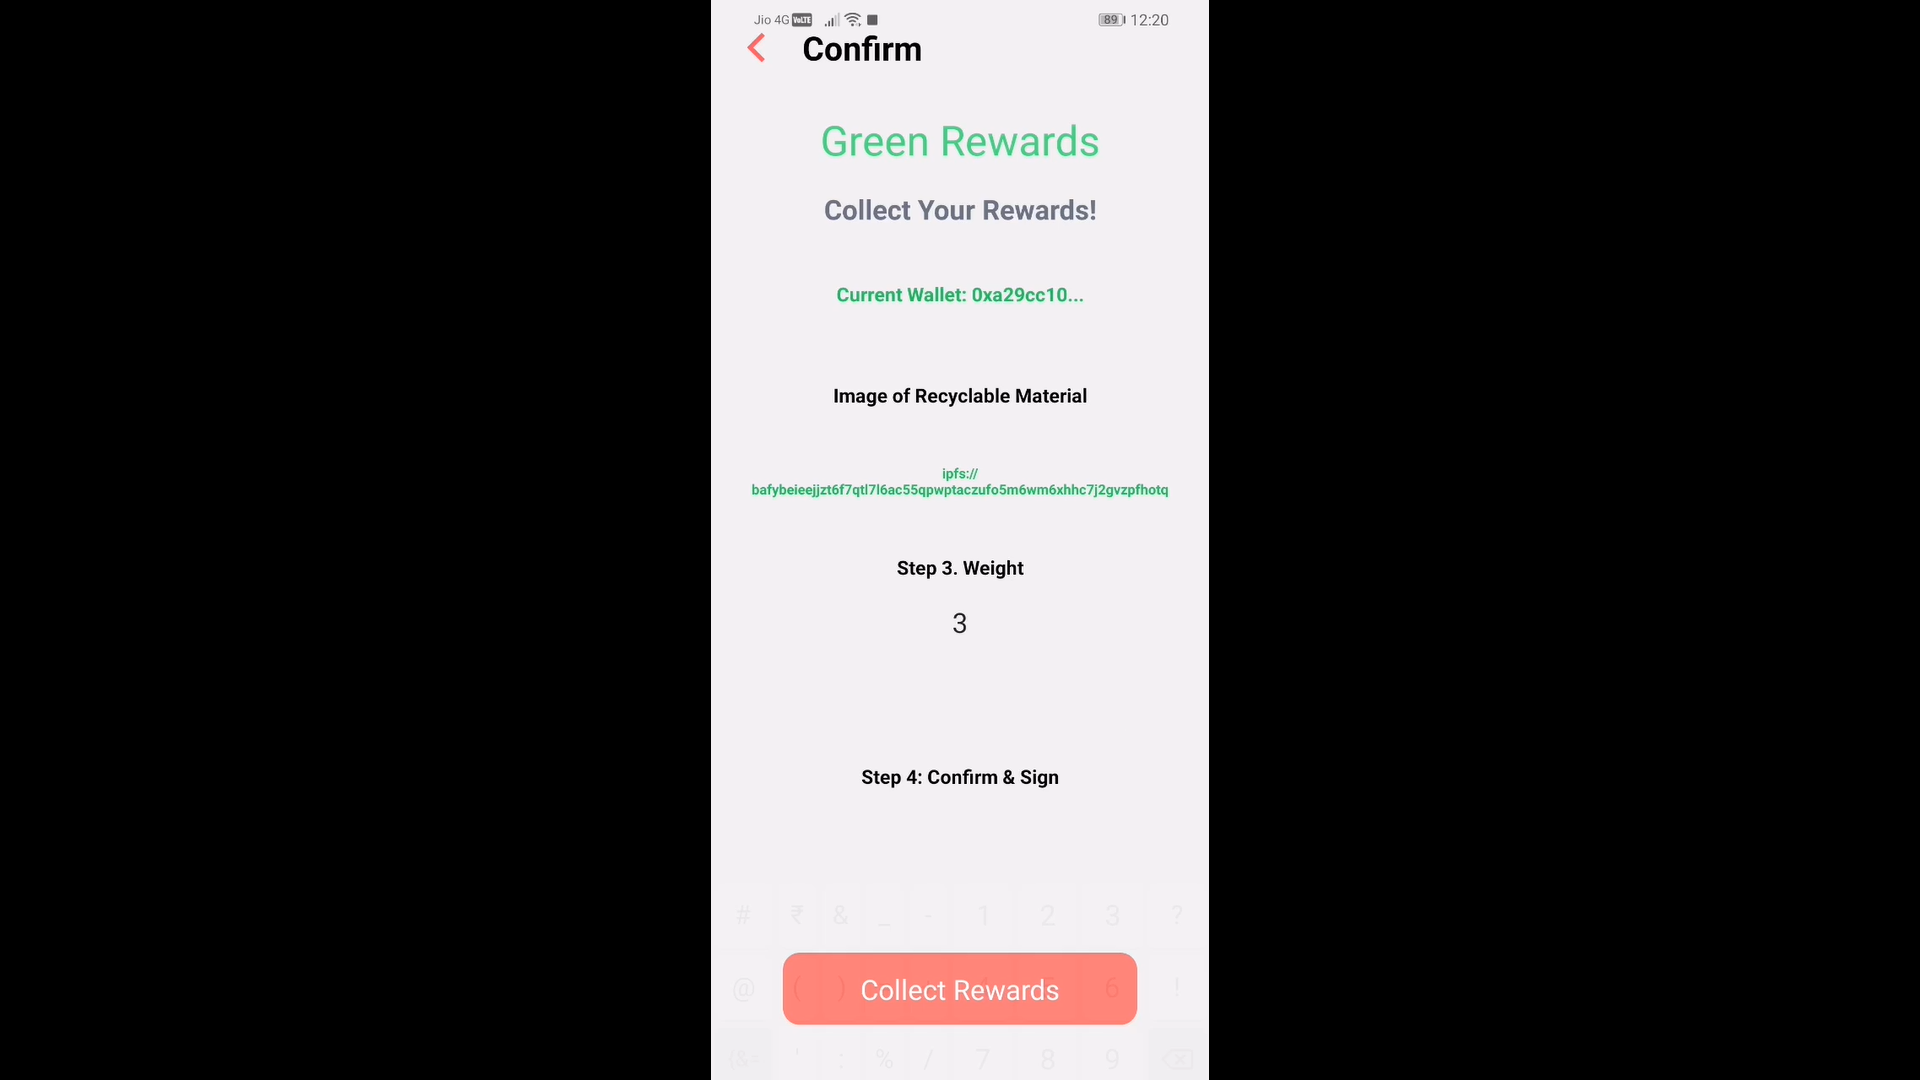 Jio 4G VoLTE 89 12:20
Confirm
Green Rewards
Collect Your Rewards!
Current Wallet: 0xa29cc10...
Image of Recyclable Material
ipfs://
bafybeieejjzt6f7qtl7l6ac55qpwptaczufo5m6wm6xhhc7j2gvzpfhotq
Step 3. Weight
3
Step 4: Confirm & Sign
# ₹ & _ - 1 2 3 ?
@ ( ) 6 !
Collect Rewards
' : % / 7 8 9